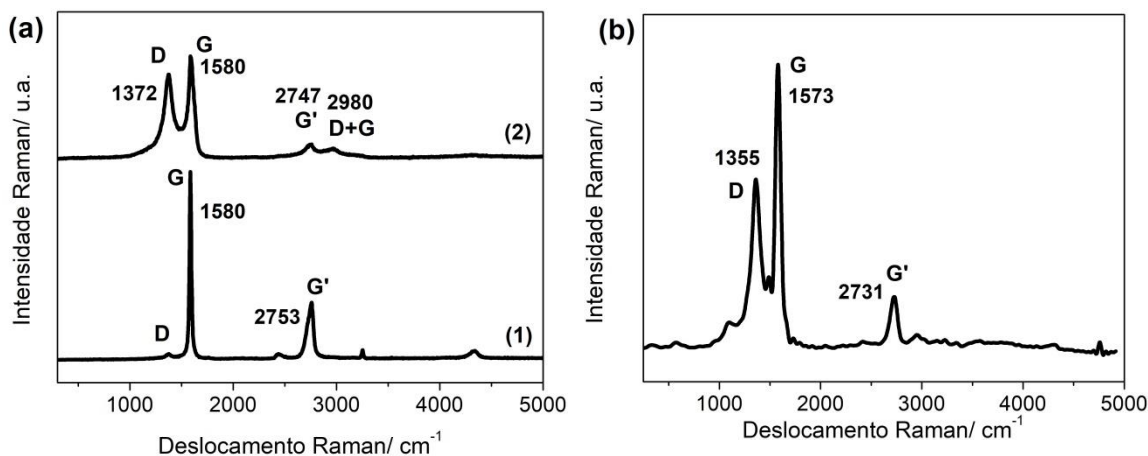 (a)
D
G
1372
1580
2747
2980
G'
D+G
(2)
G
1580
2753
G'
D
(1)
1000
2000
3000
4000
5000
Deslocamento Raman/ cm-1
Intensidade Raman/ u.a.
(b)
G
1573
1355
D
G'
2731
1000
2000
3000
4000
5000
Deslocamento Raman/ cm-1
Intensidade Raman/ u.a.